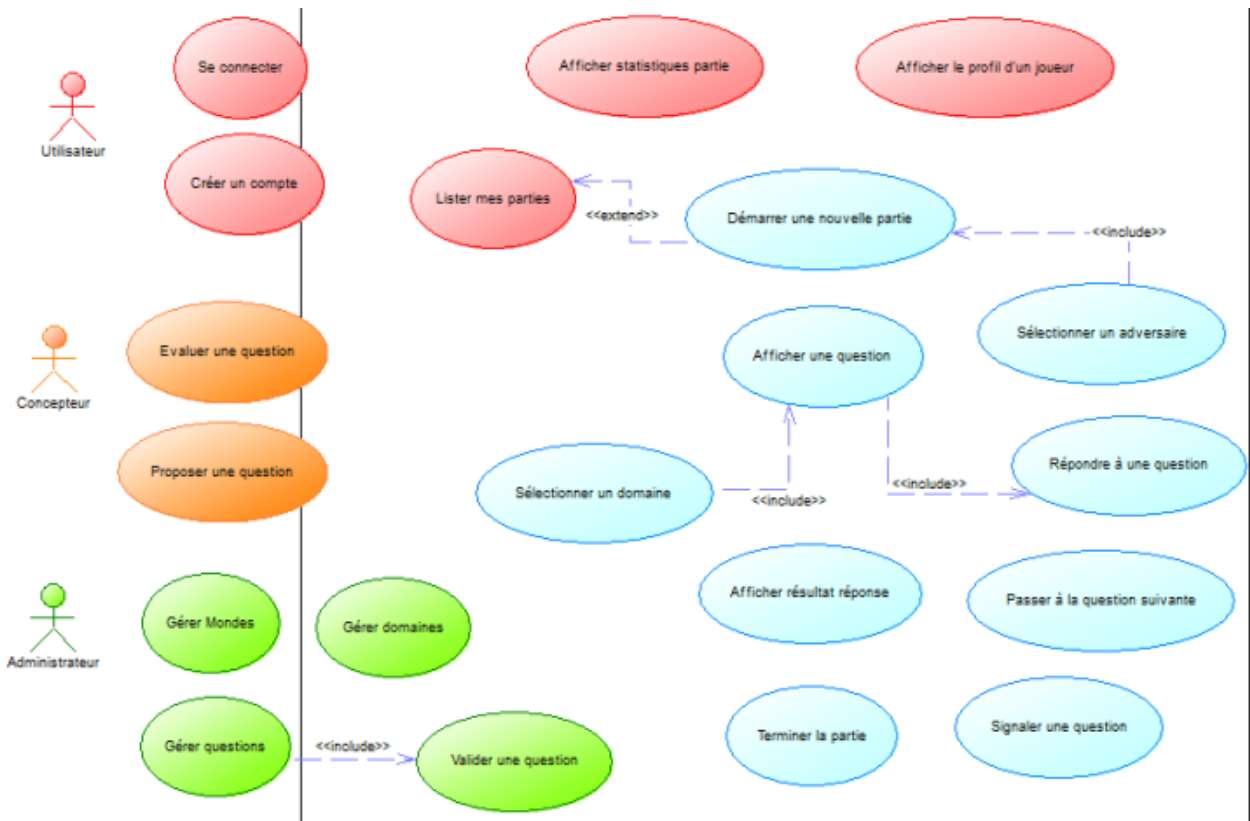 Se connecter
Afficher statistiques partie
Afficher le profil d'un joueur
Utilisateur
Créer un compte
Lister mes parties
<<extend>>
Démarrer une nouvelle partie
<<include>>
Evaluer une question
Afficher une question
Sélectionner un adversaire
Concepteur
Proposer une question
Sélectionner un domaine
<<include>>
<<include>>
Répondre à une question
Gérer Mondes
Gérer domaines
Afficher résultat réponse
Passer à la question suivante
Administrateur
Gérer questions
<<include>>
Valider une question
Terminer la partie
Signaler une question